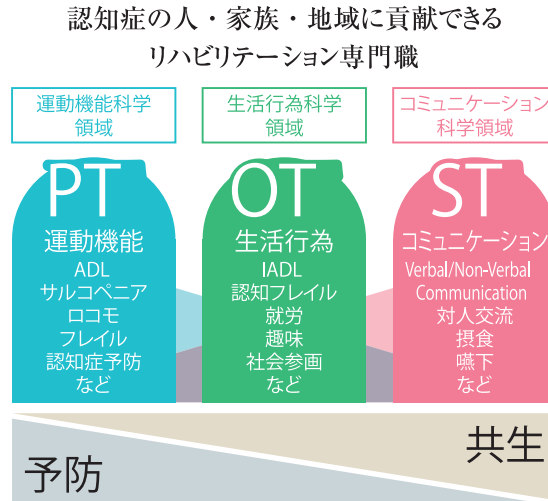 認知症の人・家族・地域に貢献できる
リハビリテーション専門職
運動機能科学
領域
生活行為科学
領域
コミュニケーション
科学領域
PT
運動機能
ADL
サルコペニア
ロコモ
フレイル
認知症予防
など
OT
生活行為
IADL
認知フレイル
就労
趣味
社会参画
など
ST
コミュニケーション
Verbal/Non-Verbal
Communication
対人交流
摂食
嚥下
など
共生
予防